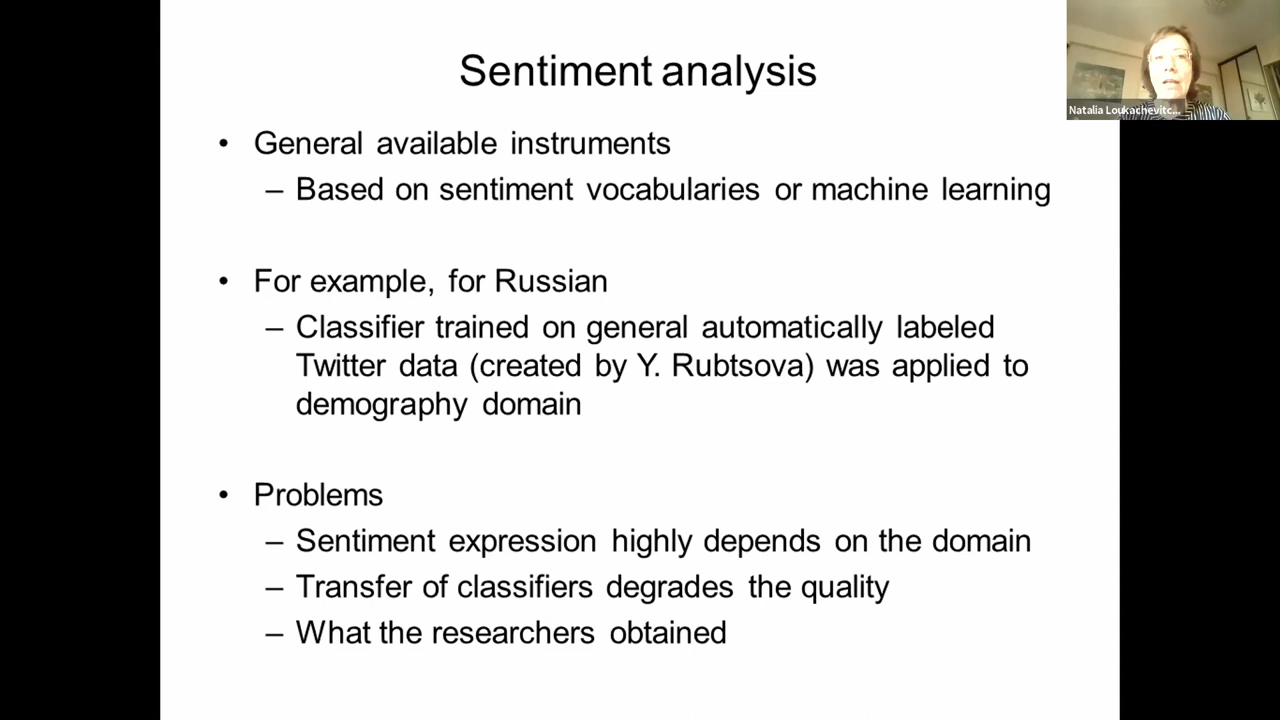 Sentiment analysis
Natalia Loukachevitc...
• General available instruments
– Based on sentiment vocabularies or machine learning
• For example, for Russian
– Classifier trained on general automatically labeled
Twitter data (created by Y. Rubtsova) was applied to
demography domain
• Problems
– Sentiment expression highly depends on the domain
– Transfer of classifiers degrades the quality
– What the researchers obtained